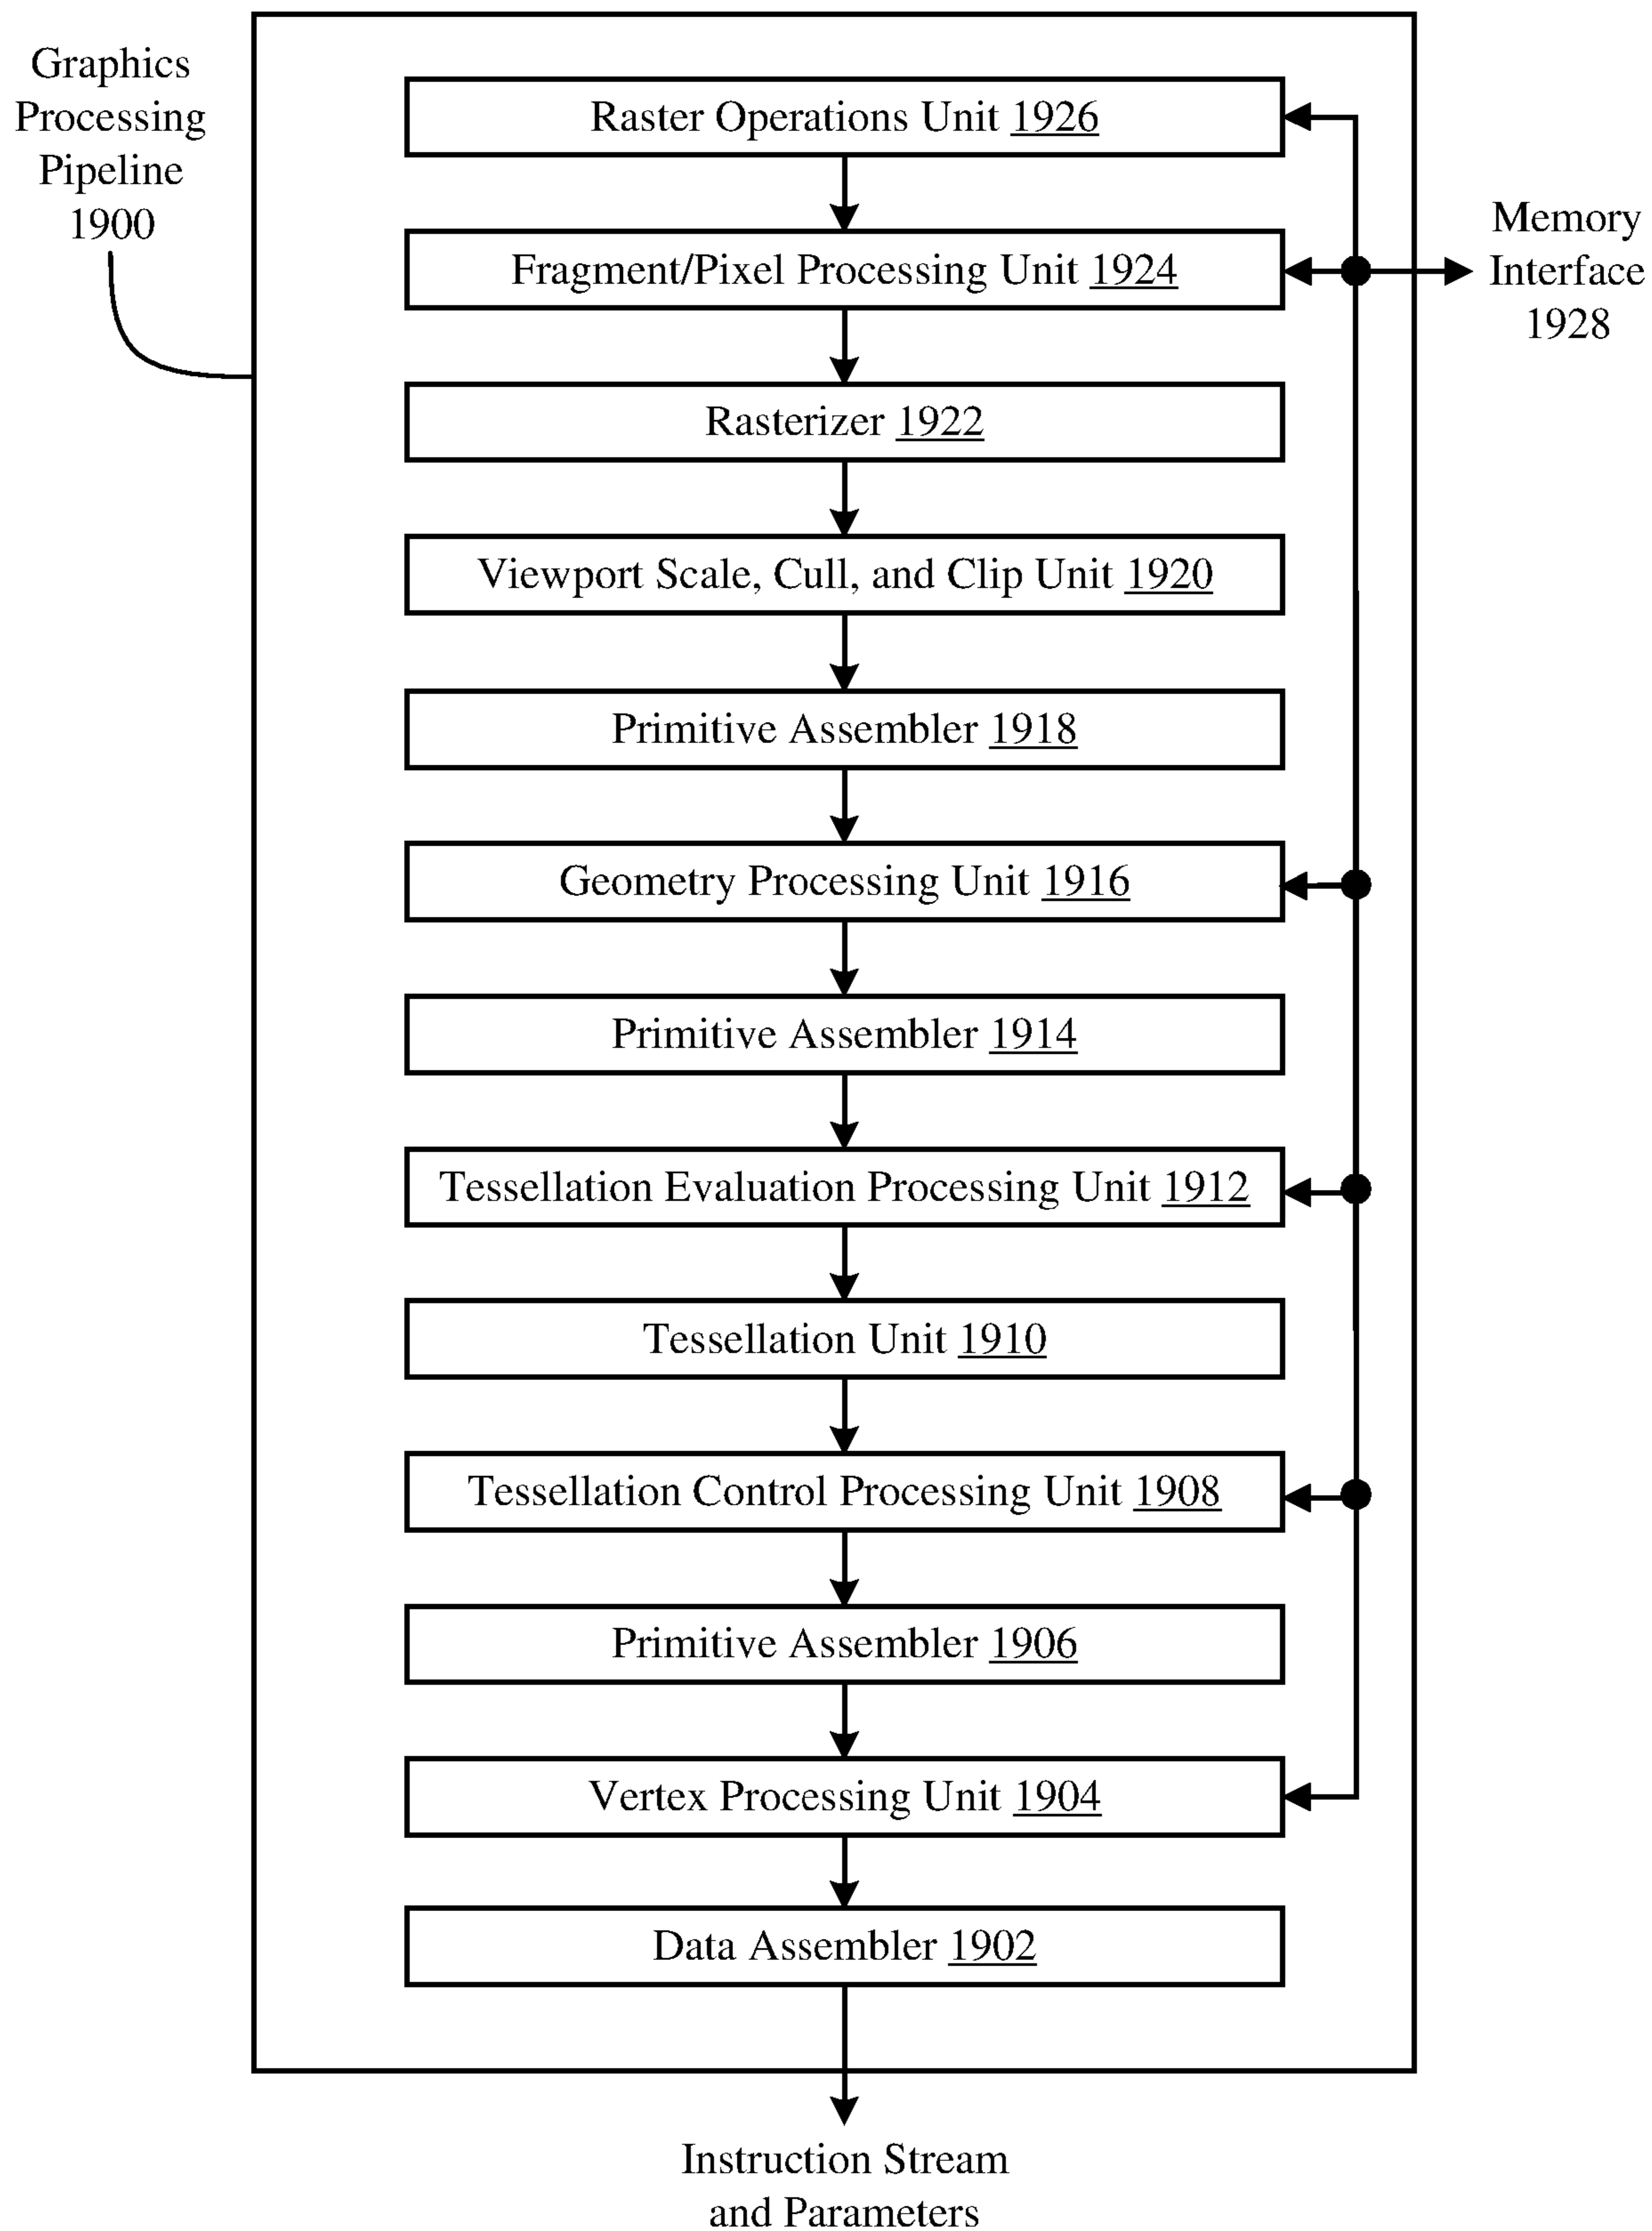 Graphics
Processing
Pipeline
1900
Raster Operations Unit 1926
Fragment/Pixel Processing Unit 1924
Memory
Interface
1928
Rasterizer 1922
Viewport Scale, Cull, and Clip Unit 1920
Primitive Assembler 1918
Geometry Processing Unit 1916
Primitive Assembler 1914
Tessellation Evaluation Processing Unit 1912
Tessellation Unit 1910
Tessellation Control Processing Unit 1908
Primitive Assembler 1906
Vertex Processing Unit 1904
Data Assembler 1902
Instruction Stream
and Parameters